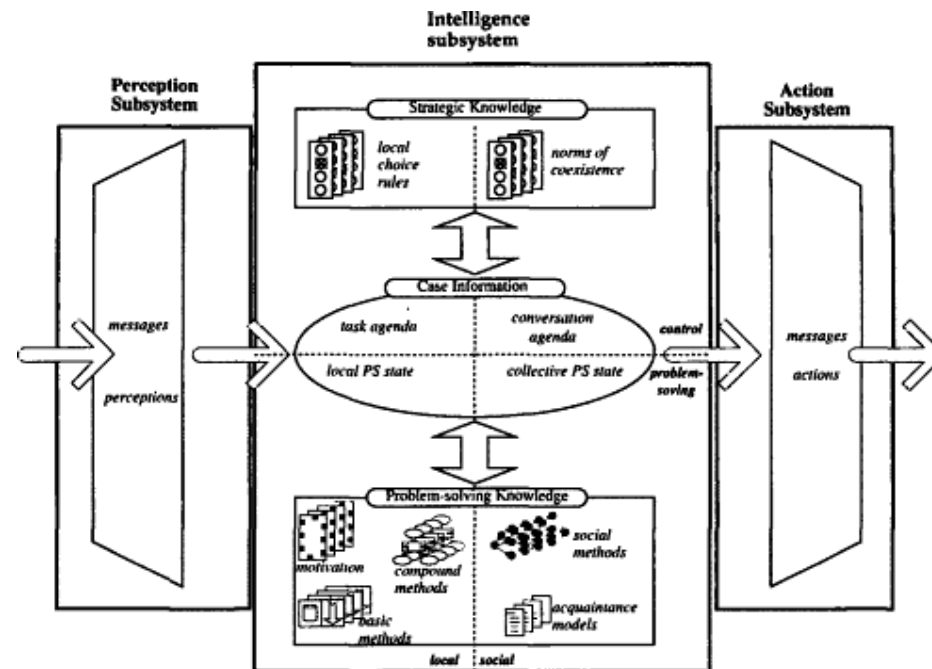 Intelligence
subsystem
Perception
Subsystem
Action
Subsystem
Strategic Knowledge
local
choice
rules
norms of
coexistence
Case Information
task agenda
conversation
agenda
control
local PS state
collective PS state
problem-
soving
messages
perceptions
messages
actions
Problem-solving Knowledge
motivation
compound
methods
social
methods
basic
methods
acquaintance
models
local
social